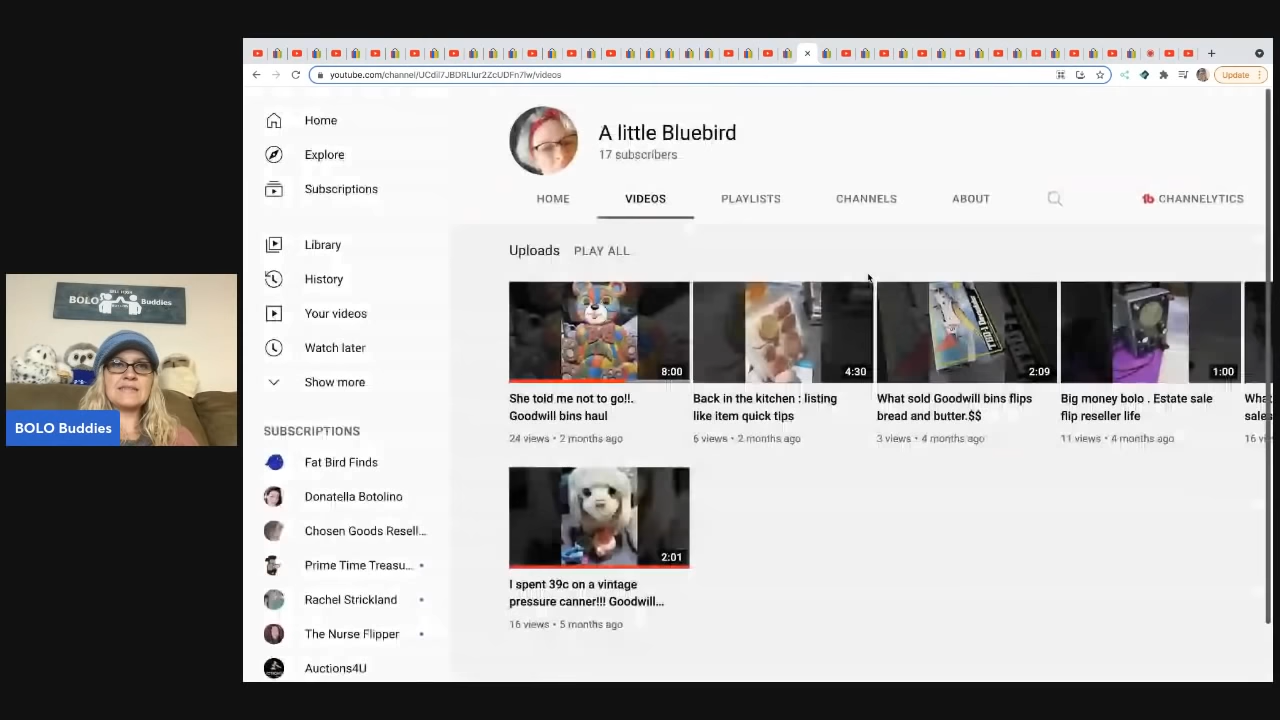 youtube.com/channel/UCdil7JBDRLIur2ZcUDFn7lw/videos
Update
Home
Explore
Subscriptions
Library
History
Your videos
Watch later
Show more
SUBSCRIPTIONS
Fat Bird Finds
Donatella Botolino
Chosen Goods Resell...
Prime Time Treasu...
Rachel Strickland
The Nurse Flipper
Auctions4U
A little Bluebird
17 subscribers
HOME VIDEOS PLAYLISTS CHANNELS ABOUT CHANNELYTICS
Uploads PLAY ALL
8:00
She told me not to go!!.
Goodwill bins haul
24 views • 2 months ago
4:30
Back in the kitchen : listing
like item quick tips
6 views • 2 months ago
2:09
What sold Goodwill bins flips
bread and butter.$$
3 views • 4 months ago
1:00
Big money bolo . Estate sale
flip reseller life
11 views • 4 months ago
2:01
I spent 39c on a vintage
pressure canner!!! Goodwill...
16 views • 5 months ago
BOLO Buddies
BOLO Buddies